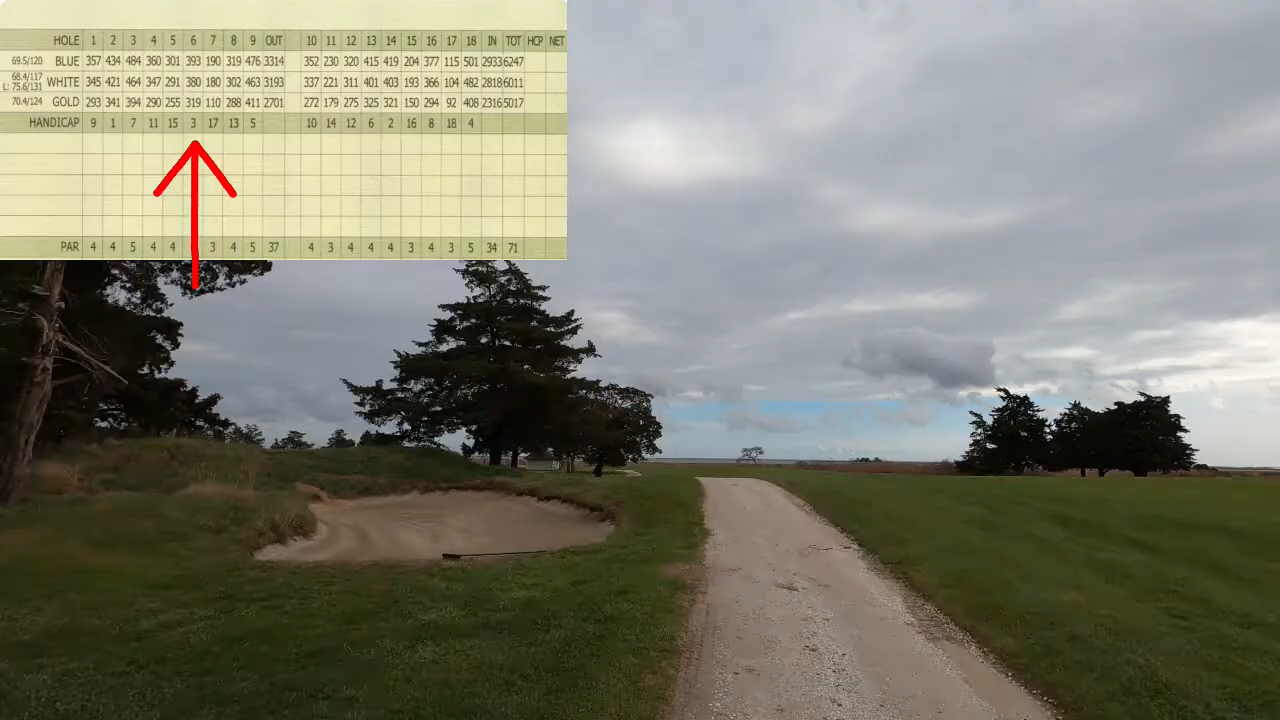 HOLE 1 2 3 4 5 6 7 8 9 OUT 10 11 12 13 14 15 16 17 18 IN TOT HCP NET
69.5/120 BLUE 357 434 484 360 301 393 190 319 476 3314 352 230 320 415 419 204 377 115 501 2933 6247
68.4/117
L: 75.6/131 WHITE 345 421 464 347 291 380 180 302 463 3193 337 221 311 401 403 193 366 104 482 2818 6011
70.4/124 GOLD 293 341 394 290 255 319 110 288 411 2701 272 179 275 325 321 150 294 92 408 2316 5017
HANDICAP 9 1 7 11 15 3 17 13 5 10 14 12 6 2 16 8 18 4
PAR 4 4 5 4 4 3 4 5 37 4 3 4 4 4 3 4 3 5 34 71